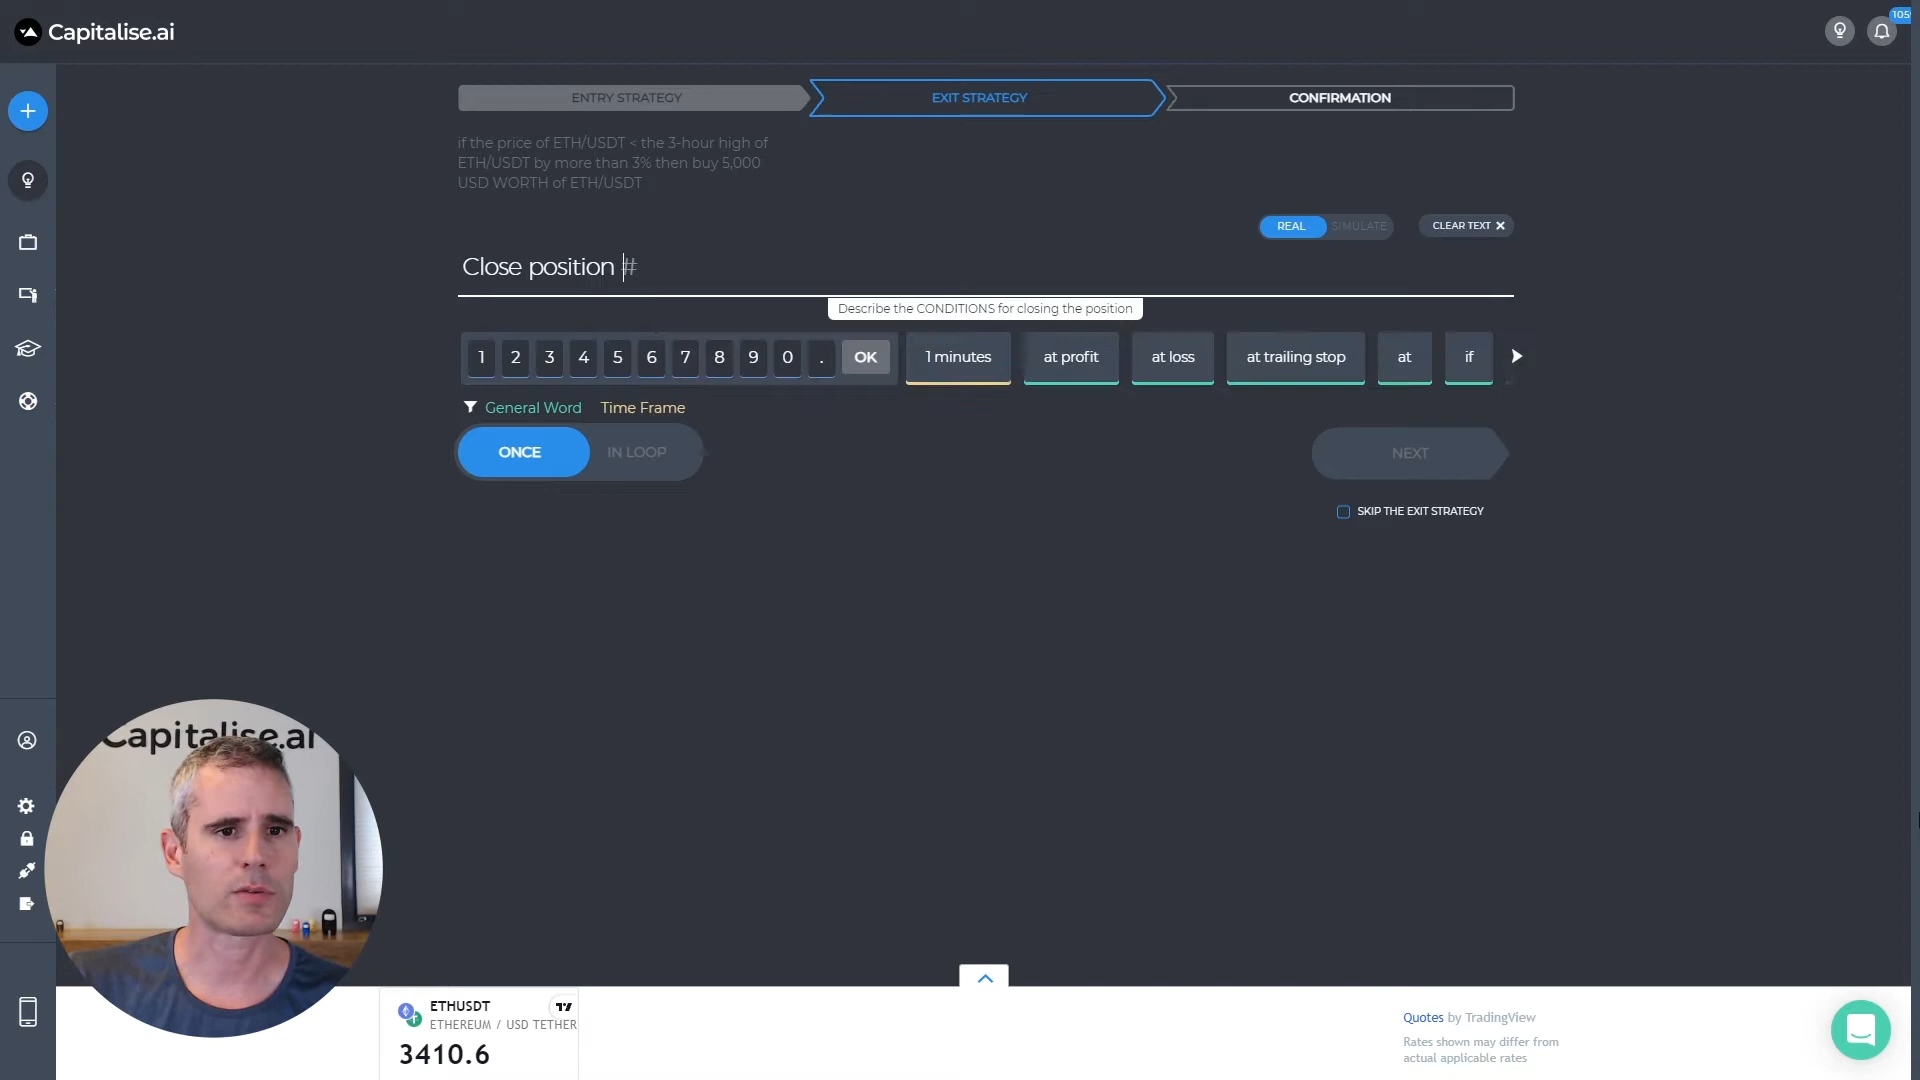 Capitalise.ai
105
ENTRY STRATEGY
EXIT STRATEGY
CONFIRMATION
if the price of ETH/USDT < the 3-hour high of
ETH/USDT by more than 3% then buy 5,000
USD WORTH of ETH/USDT
REAL
SIMULATE
CLEAR TEXT ×
Close position #
Describe the CONDITIONS for closing the position
1 2 3 4 5 6 7 8 9 0 . OK
1 minutes
at profit
at loss
at trailing stop
at
if
General Word
Time Frame
ONCE
IN LOOP
NEXT
SKIP THE EXIT STRATEGY
Capitalise.ai
ETHUSDT
ETHEREUM / USD TETHER
3410.6
Quotes by TradingView
Rates shown may differ from
actual applicable rates